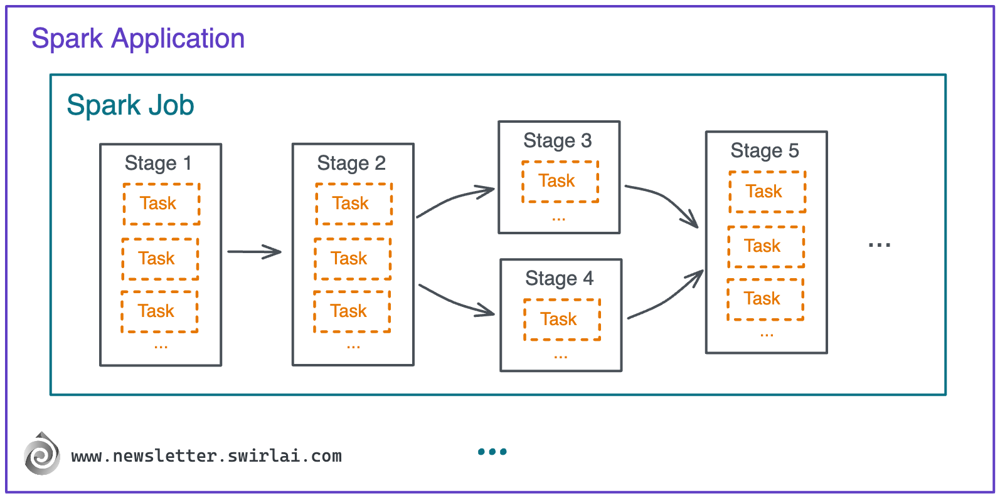 Spark Application
Spark Job
Stage 1
Task
Task
Task
...
Stage 2
Task
Task
Task
...
Stage 3
Task
...
Stage 4
Task
...
Stage 5
Task
Task
Task
...
...
...
www.newsletter.swirlai.com